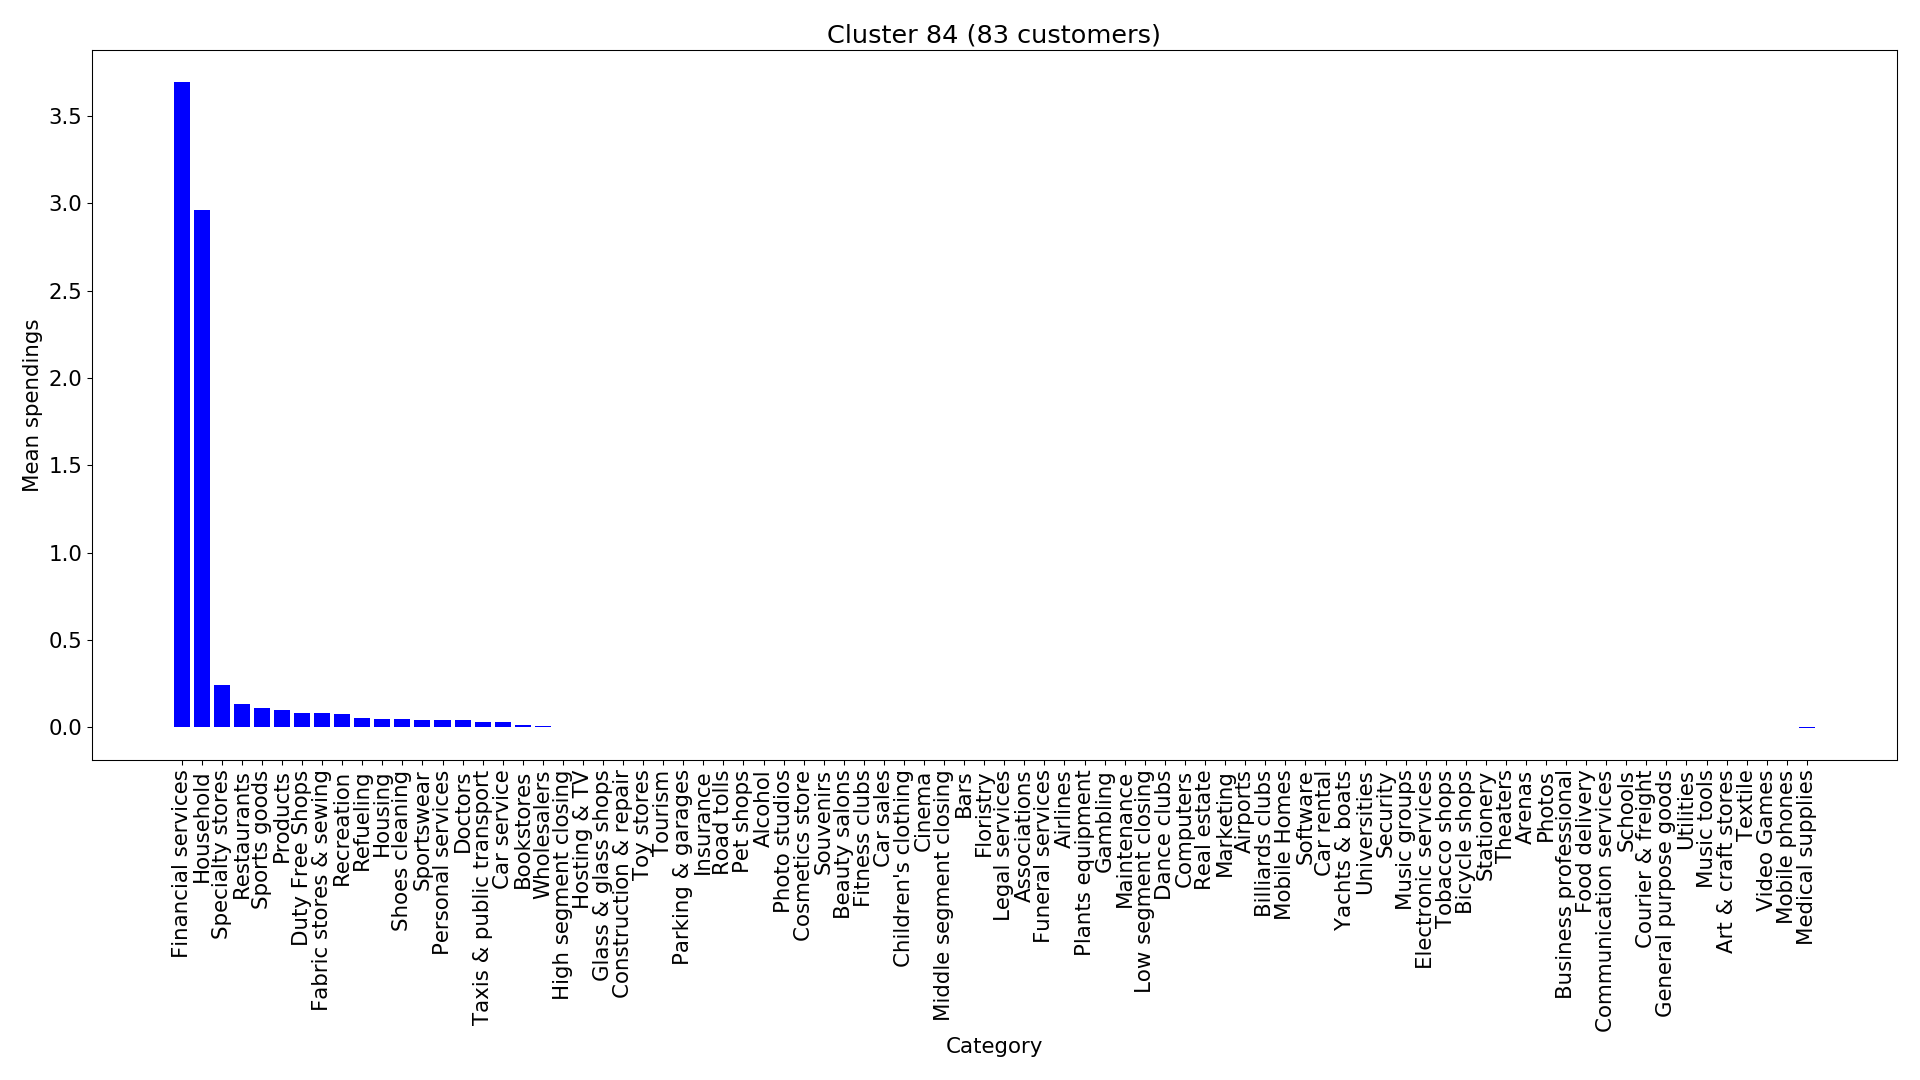 Cluster 84 (83 customers)
Mean spendings
3.5
3.0
2.5
2.0
1.5
1.0
0.5
0.0
Financial services
Household
Specialty stores
Restaurants
Sports goods
Products
Duty Free Shops
Fabric stores & sewing
Recreation
Refueling
Housing
Shoes cleaning
Sportswear
Personal services
Doctors
Taxis & public transport
Car service
Bookstores
Wholesalers
High segment closing
Hosting & TV
Glass & glass shops
Construction & repair
Toy stores
Tourism
Parking & garages
Insurance
Road tolls
Pet shops
Alcohol
Photo studios
Cosmetics store
Souvenirs
Beauty salons
Fitness clubs
Car sales
Children's clothing
Cinema
Middle segment closing
Bars
Floristry
Legal services
Associations
Funeral services
Airlines
Plants equipment
Gambling
Maintenance
Low segment closing
Dance clubs
Computers
Real estate
Marketing
Airports
Billiards clubs
Mobile Homes
Software
Car rental
Yachts & boats
Universities
Security
Music groups
Electronic services
Tobacco shops
Bicycle shops
Stationery
Theaters
Arenas
Photos
Business professional
Food delivery
Communication services
Schools
Courier & freight
General purpose goods
Utilities
Music tools
Art & craft stores
Textile
Video Games
Mobile phones
Medical supplies
Category